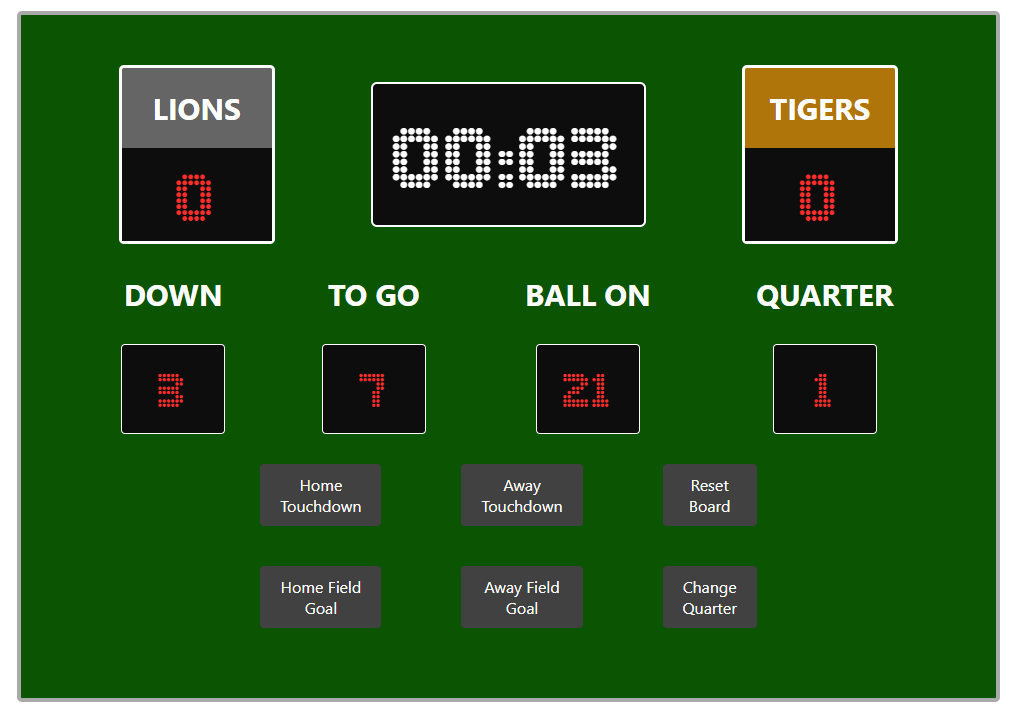 LIONS
00:03
TIGERS
0
0
DOWN
TO GO
BALL ON
QUARTER
3
7
21
1
Home
Touchdown
Away
Touchdown
Reset
Board
Home Field
Goal
Away Field
Goal
Change
Quarter